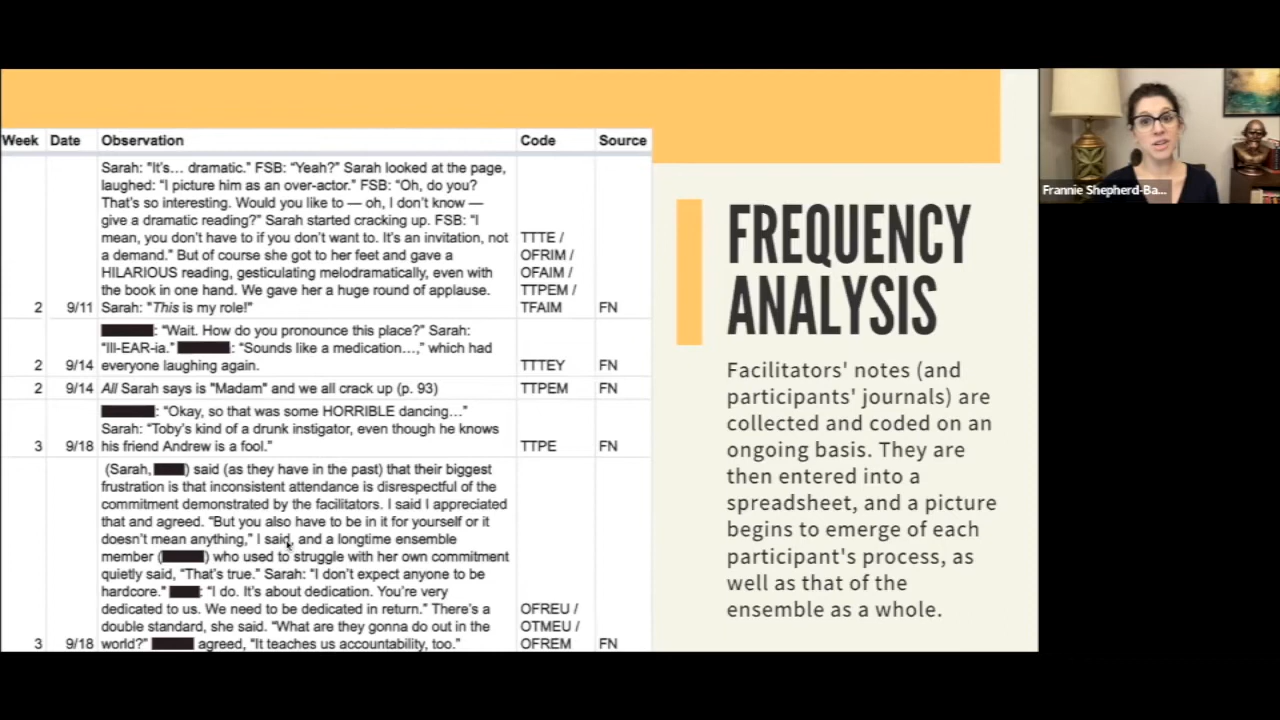 Week Date Observation Code Source
Sarah: "It's… dramatic." FSB: "Yeah?" Sarah looked at the page,
laughed: "I picture him as an over-actor." FSB: "Oh, do you?
That's so interesting. Would you like to — oh, I don't know —
give a dramatic reading?" Sarah started cracking up. FSB: "I
mean, you don't have to if you don't want to. It's an invitation, not
a demand." But of course she got to her feet and gave a
HILARIOUS reading, gesticulating melodramatically, even with
the book in one hand. We gave her a huge round of applause.
Sarah: "This is my role!"
TTTE /
OFRIM /
OFAIM /
TTPEM /
TFAIM
2 9/11 FN
: "Wait. How do you pronounce this place?" Sarah:
"Ill-EAR-ia." : "Sounds like a medication…," which had
everyone laughing again.
2 9/14 TTTEY FN
2 9/14 All Sarah says is "Madam" and we all crack up (p. 93) TTPEM FN
: "Okay, so that was some HORRIBLE dancing…"
Sarah: "Toby's kind of a drunk instigator, even though he knows
his friend Andrew is a fool."
3 9/18 TTPE FN
(Sarah, ) said (as they have in the past) that their biggest
frustration is that inconsistent attendance is disrespectful of the
commitment demonstrated by the facilitators. I said I appreciated
that and agreed. "But you also have to be in it for yourself or it
doesn't mean anything," I said, and a longtime ensemble
member ( ) who used to struggle with her own commitment
quietly said, "That's true." Sarah: "I don't expect anyone to be
hardcore." : "I do. It's about dedication. You're very
dedicated to us. We need to be dedicated in return." There's a
double standard, she said. "What are they gonna do out in the
world?" agreed, "It teaches us accountability, too."
OFREU /
OTMEU /
OFREM
3 9/18 FN
FREQUENCY
ANALYSIS
Facilitators' notes (and
participants' journals) are
collected and coded on an
ongoing basis. They are
then entered into a
spreadsheet, and a picture
begins to emerge of each
participant's process, as
well as that of the
ensemble as a whole.
Frannie Shepherd-Ba...